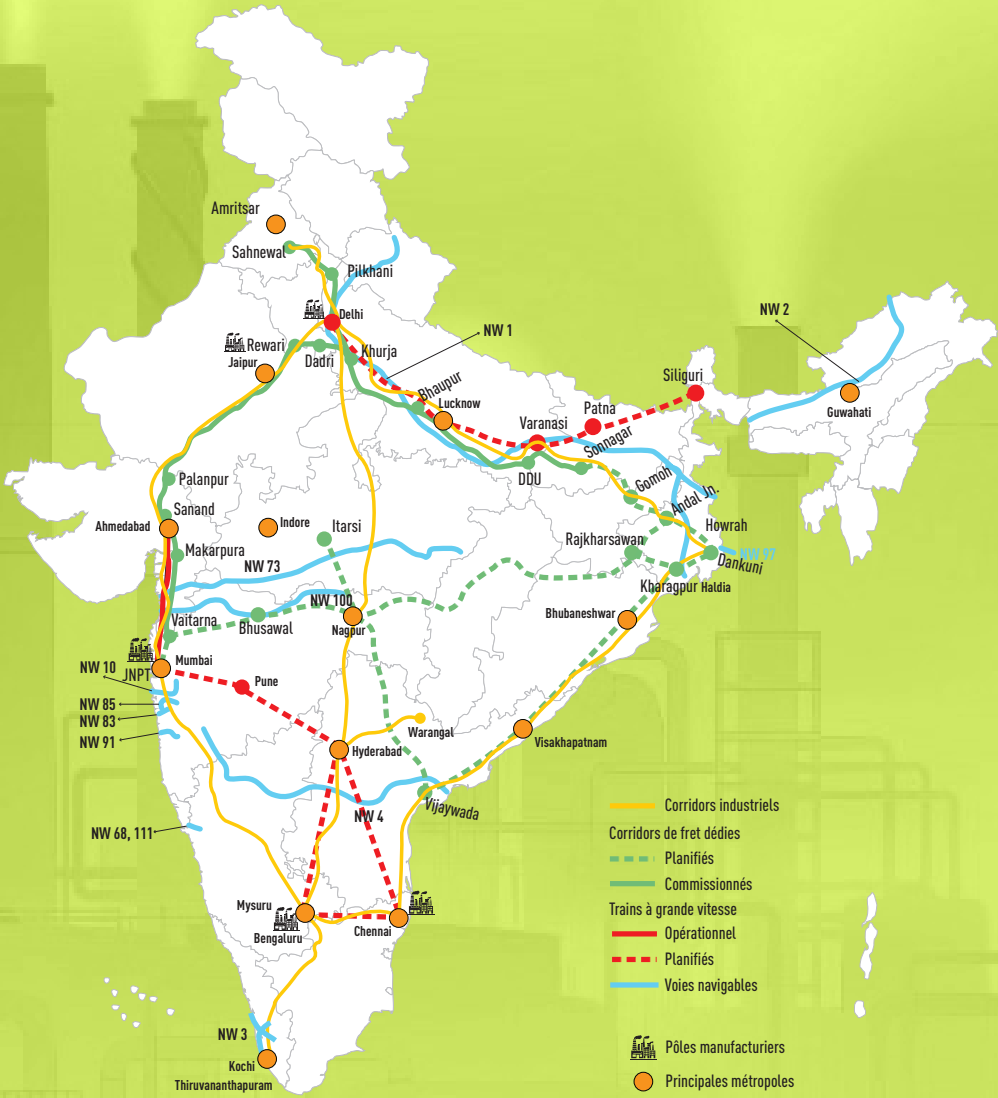 Amritsar
Sahnewal
Pilkhani
Delhi
NW 1
NW 2
Rewari
Jaipur
Dadri
Khurja
Bhaupur
Lucknow
Siliguri
Guwahati
Patna
Varanasi
Sonnagar
DDU
Palanpur
Gomoh
Andal Jn.
Sanand
Ahmedabad
Indore
Itarsi
Howrah
Rajkharsawan
Makarpura
NW 73
NW 97
Dankuni
Kharagpur
Haldia
NW 100
Vaitarna
Bhusawal
Nagpur
Bhubaneshwar
NW 10
JNPT
Mumbai
Pune
NW 85
NW 83
NW 91
Warangal
Hyderabad
Visakhapatnam
Vijaywada
NW 4
NW 68, 111
Mysuru
Bengaluru
Chennai
NW 3
Kochi
Thiruvananthapuram
Corridors industriels
Corridors de fret dédies
Planifiés
Commissionnés
Trains à grande vitesse
Opérationnel
Planifiés
Voies navigables
Pôles manufacturiers
Principales métropoles